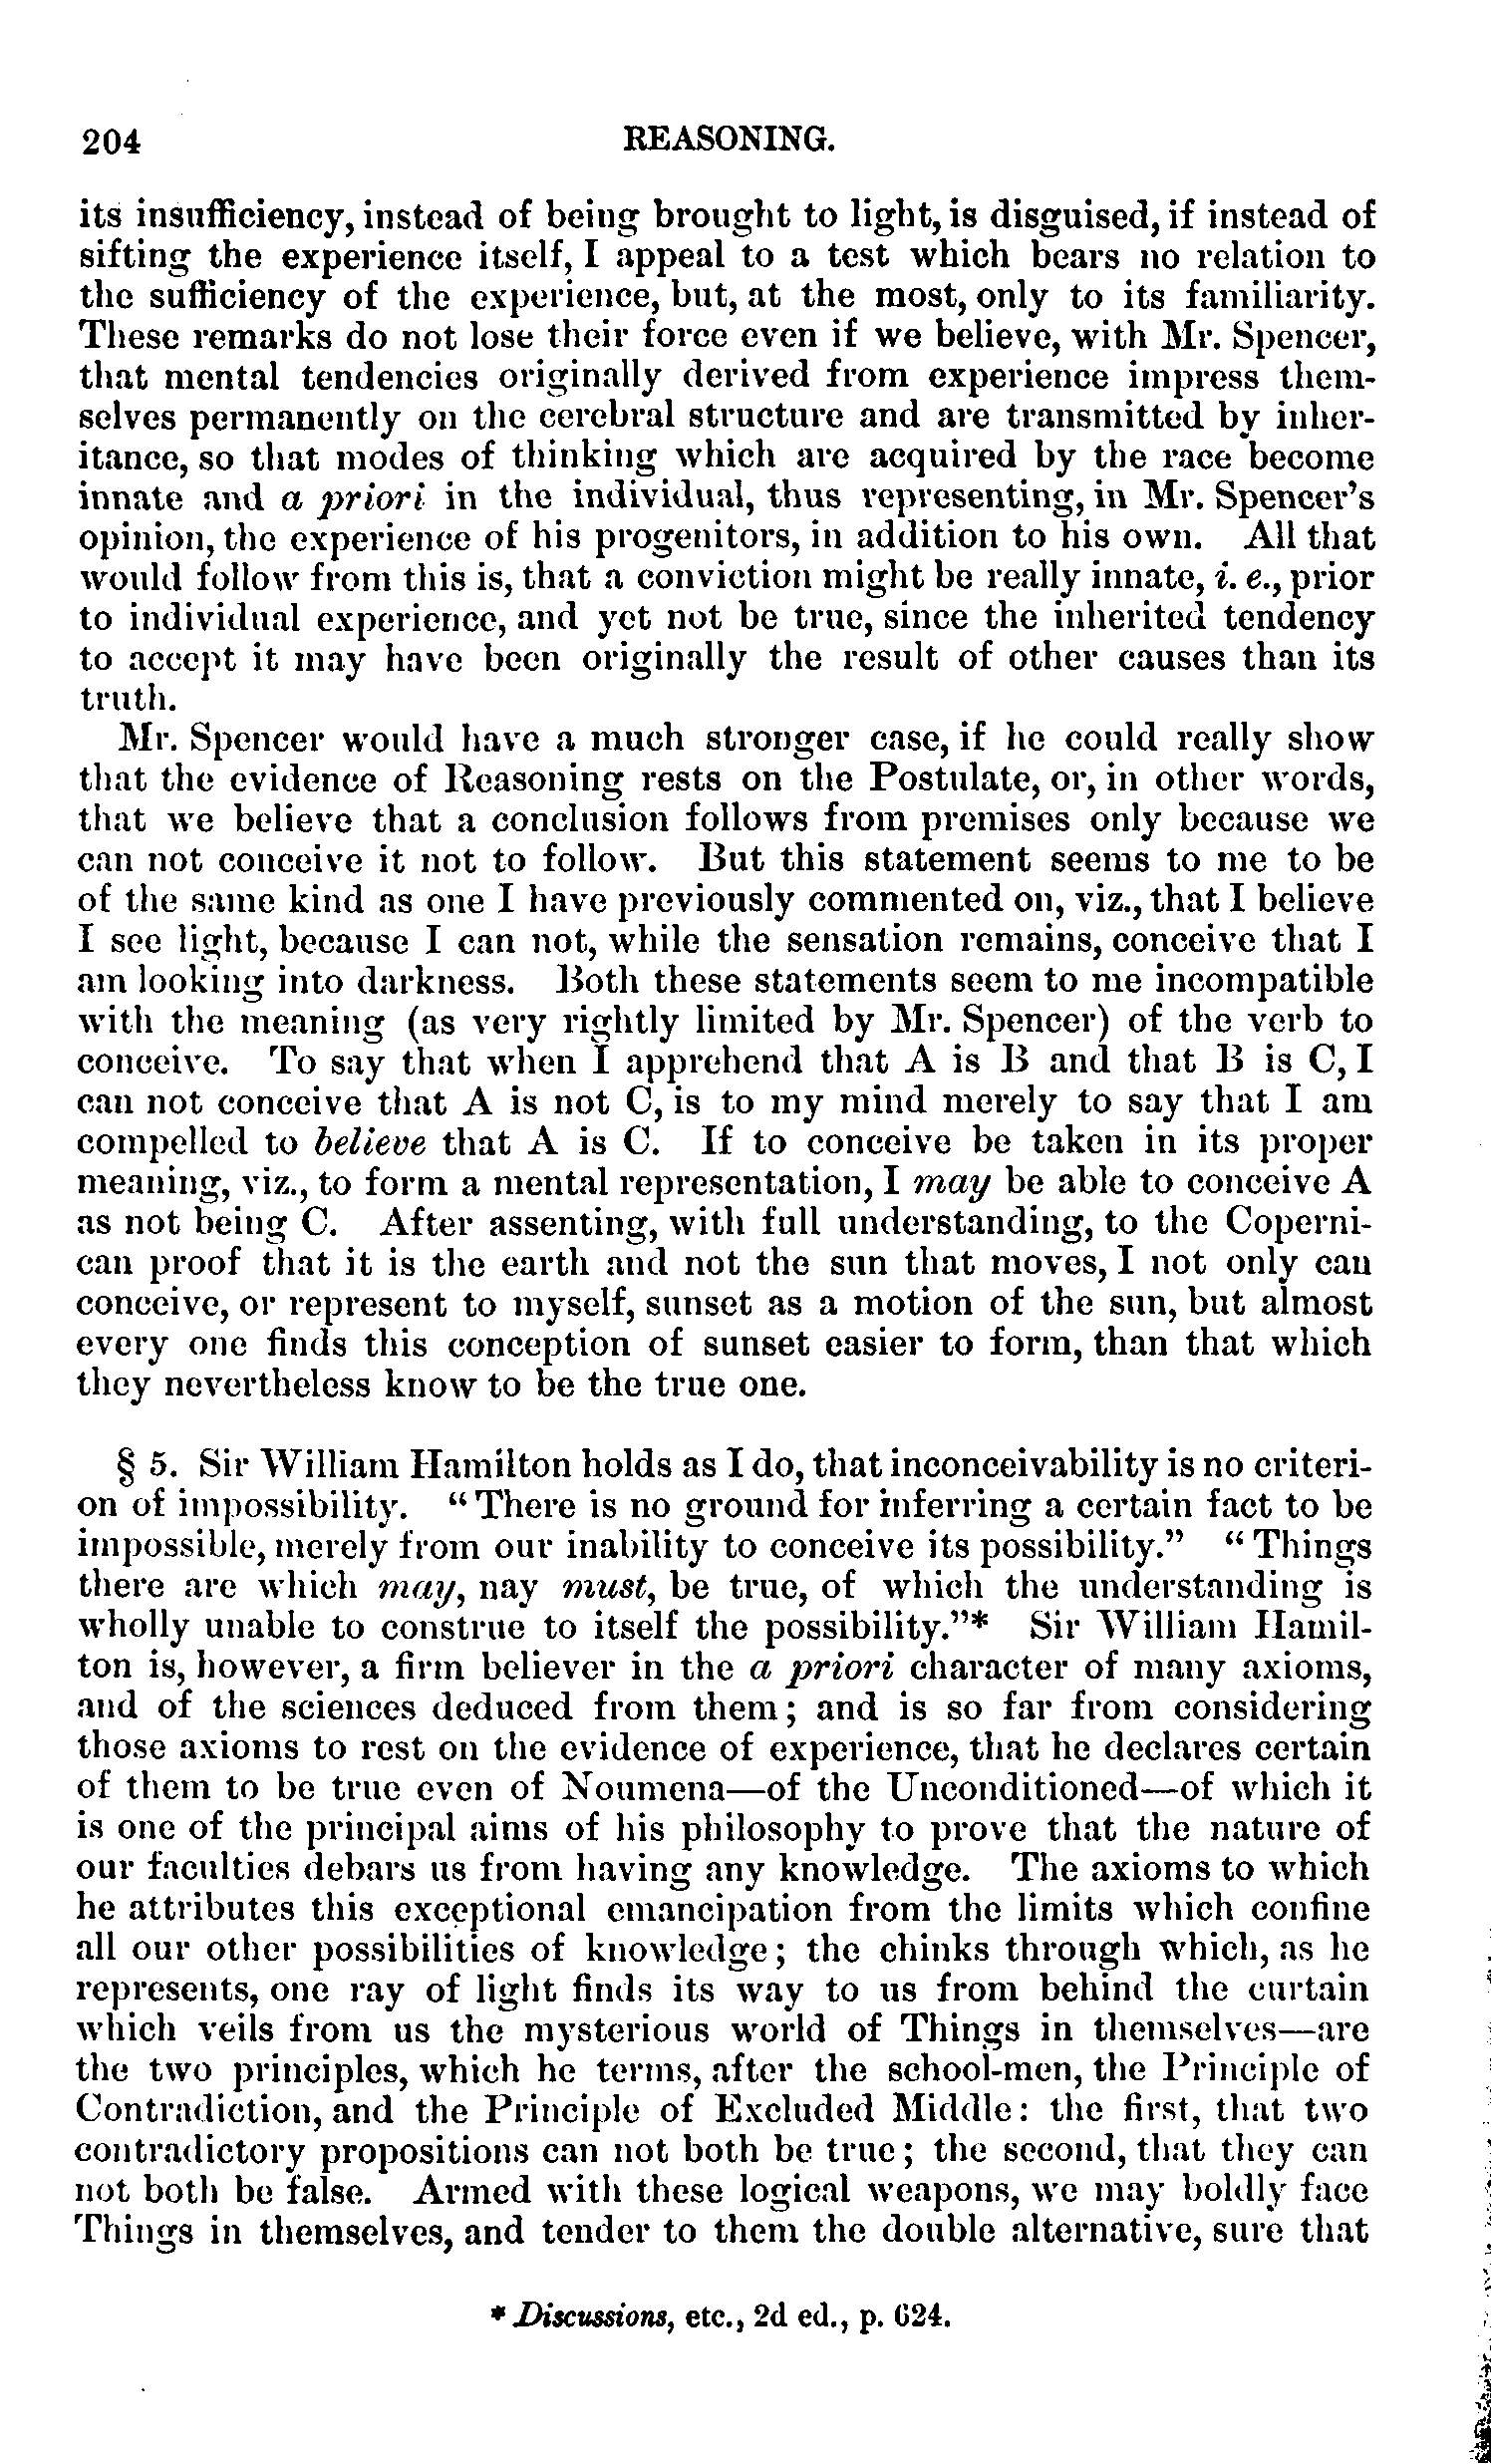 204 REASONING.
its insufficiency, instead of being brought to light, is disguised, if instead of
sifting the experience itself, I appeal to a test which bears no relation to
the sufficiency of the experience, but, at the most, only to its familiarity.
These remarks do not lose their force even if we believe, with Mr. Spencer,
that mental tendencies originally derived from experience impress them-
selves permanently on the cerebral structure and are transmitted by inher-
itance, so that modes of thinking which are acquired by the race become
innate and a priori in the individual, thus representing, in Mr. Spencer's
opinion, the experience of his progenitors, in addition to his own. All that
would follow from this is, that a conviction might be really innate, i. e., prior
to individual experience, and yet not be true, since the inherited tendency
to accept it may have been originally the result of other causes than its
truth.
Mr. Spencer would have a much stronger case, if he could really show
that the evidence of Reasoning rests on the Postulate, or, in other words,
that we believe that a conclusion follows from premises only because we
can not conceive it not to follow. But this statement seems to me to be
of the same kind as one I have previously commented on, viz., that I believe
I see light, because I can not, while the sensation remains, conceive that I
am looking into darkness. Both these statements seem to me incompatible
with the meaning (as very rightly limited by Mr. Spencer) of the verb to
conceive. To say that when I apprehend that A is B and that B is C, I
can not conceive that A is not C, is to my mind merely to say that I am
compelled to believe that A is C. If to conceive be taken in its proper
meaning, viz., to form a mental representation, I may be able to conceive A
as not being C. After assenting, with full understanding, to the Coperni-
can proof that it is the earth and not the sun that moves, I not only can
conceive, or represent to myself, sunset as a motion of the sun, but almost
every one finds this conception of sunset easier to form, than that which
they nevertheless know to be the true one.
§ 5. Sir William Hamilton holds as I do, that inconceivability is no criteri-
on of impossibility. "There is no ground for inferring a certain fact to be
impossible, merely from our inability to conceive its possibility." "Things
there are which may, nay must, be true, of which the understanding is
wholly unable to construe to itself the possibility."* Sir William Hamil-
ton is, however, a firm believer in the a priori character of many axioms,
and of the sciences deduced from them; and is so far from considering
those axioms to rest on the evidence of experience, that he declares certain
of them to be true even of Noumena—of the Unconditioned—of which it
is one of the principal aims of his philosophy to prove that the nature of
our faculties debars us from having any knowledge. The axioms to which
he attributes this exceptional emancipation from the limits which confine
all our other possibilities of knowledge; the chinks through which, as he
represents, one ray of light finds its way to us from behind the curtain
which veils from us the mysterious world of Things in themselves—are
the two principles, which he terms, after the school-men, the Principle of
Contradiction, and the Principle of Excluded Middle: the first, that two
contradictory propositions can not both be true; the second, that they can
not both be false. Armed with these logical weapons, we may boldly face
Things in themselves, and tender to them the double alternative, sure that
* Discussions, etc., 2d ed., p. 624.